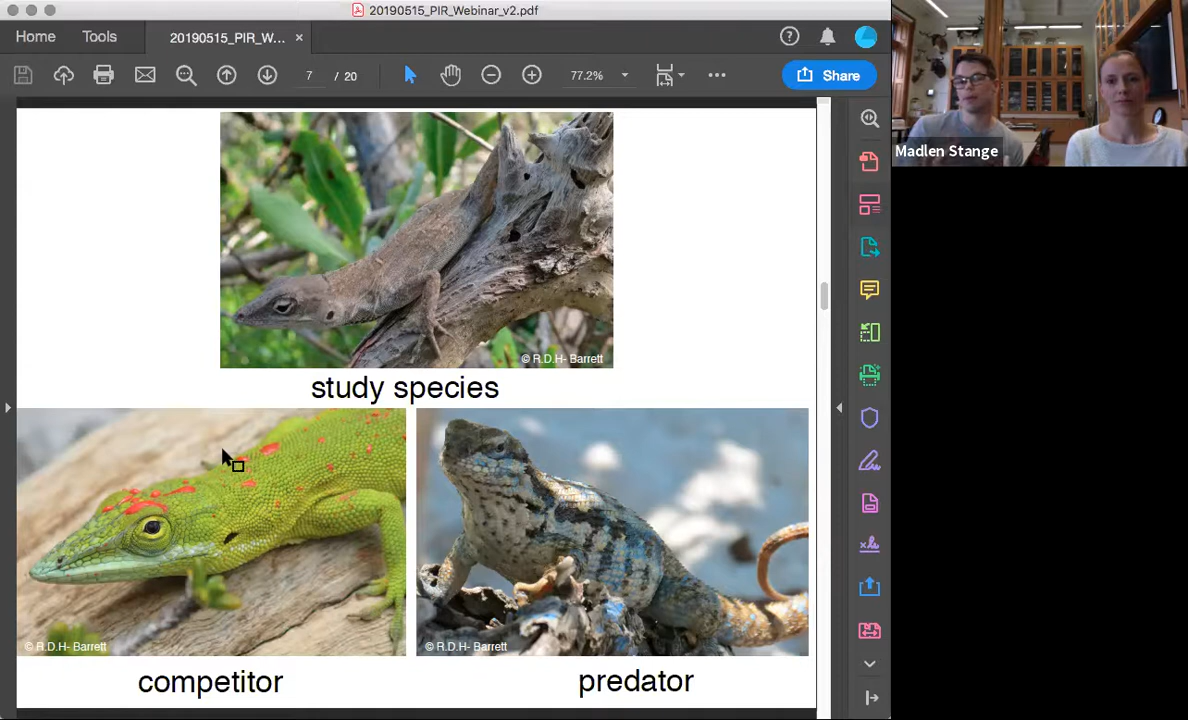 20190515_PIR_Webinar_v2.pdf
Home Tools 20190515_PIR_W... ×
7 / 20 77.2% Share
Madlen Stange
© R.D.H- Barrett
study species
© R.D.H- Barrett © R.D.H- Barrett
competitor predator